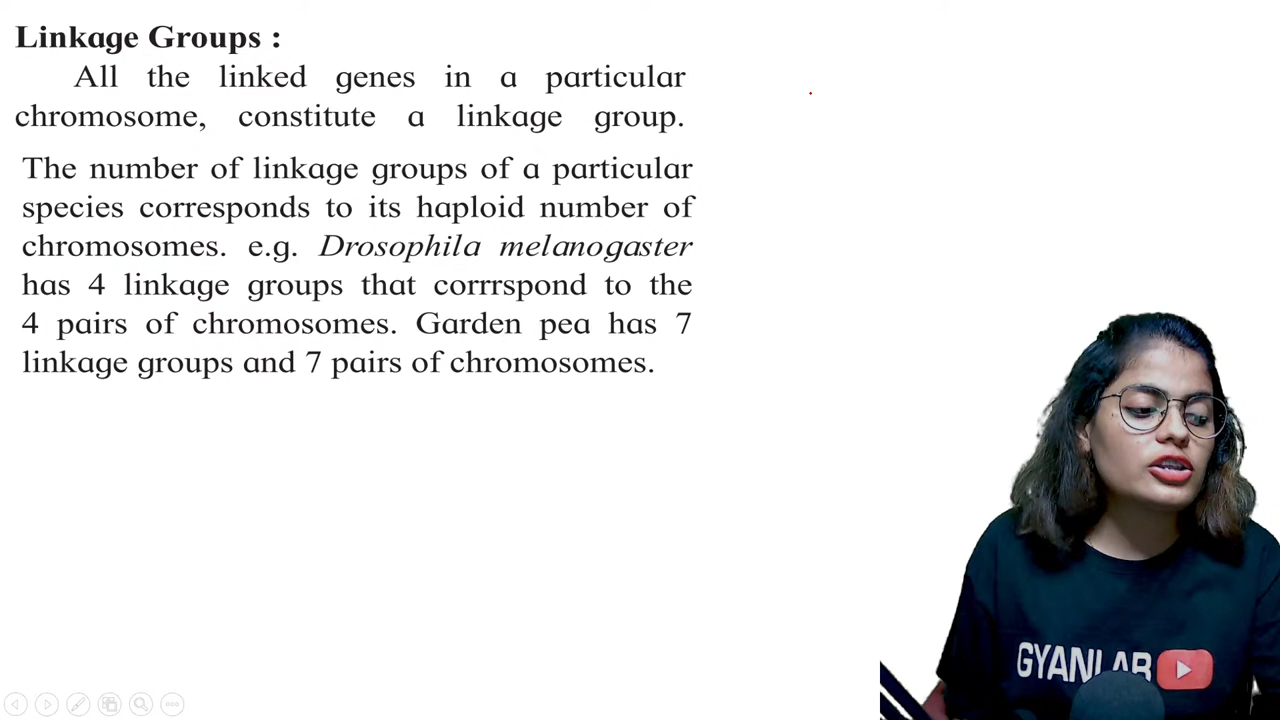 Linkage Groups :
All the linked genes in a particular
chromosome, constitute a linkage group.
The number of linkage groups of a particular
species corresponds to its haploid number of
chromosomes. e.g. Drosophila melanogaster
has 4 linkage groups that corrrspond to the
4 pairs of chromosomes. Garden pea has 7
linkage groups and 7 pairs of chromosomes.
GYANLAB